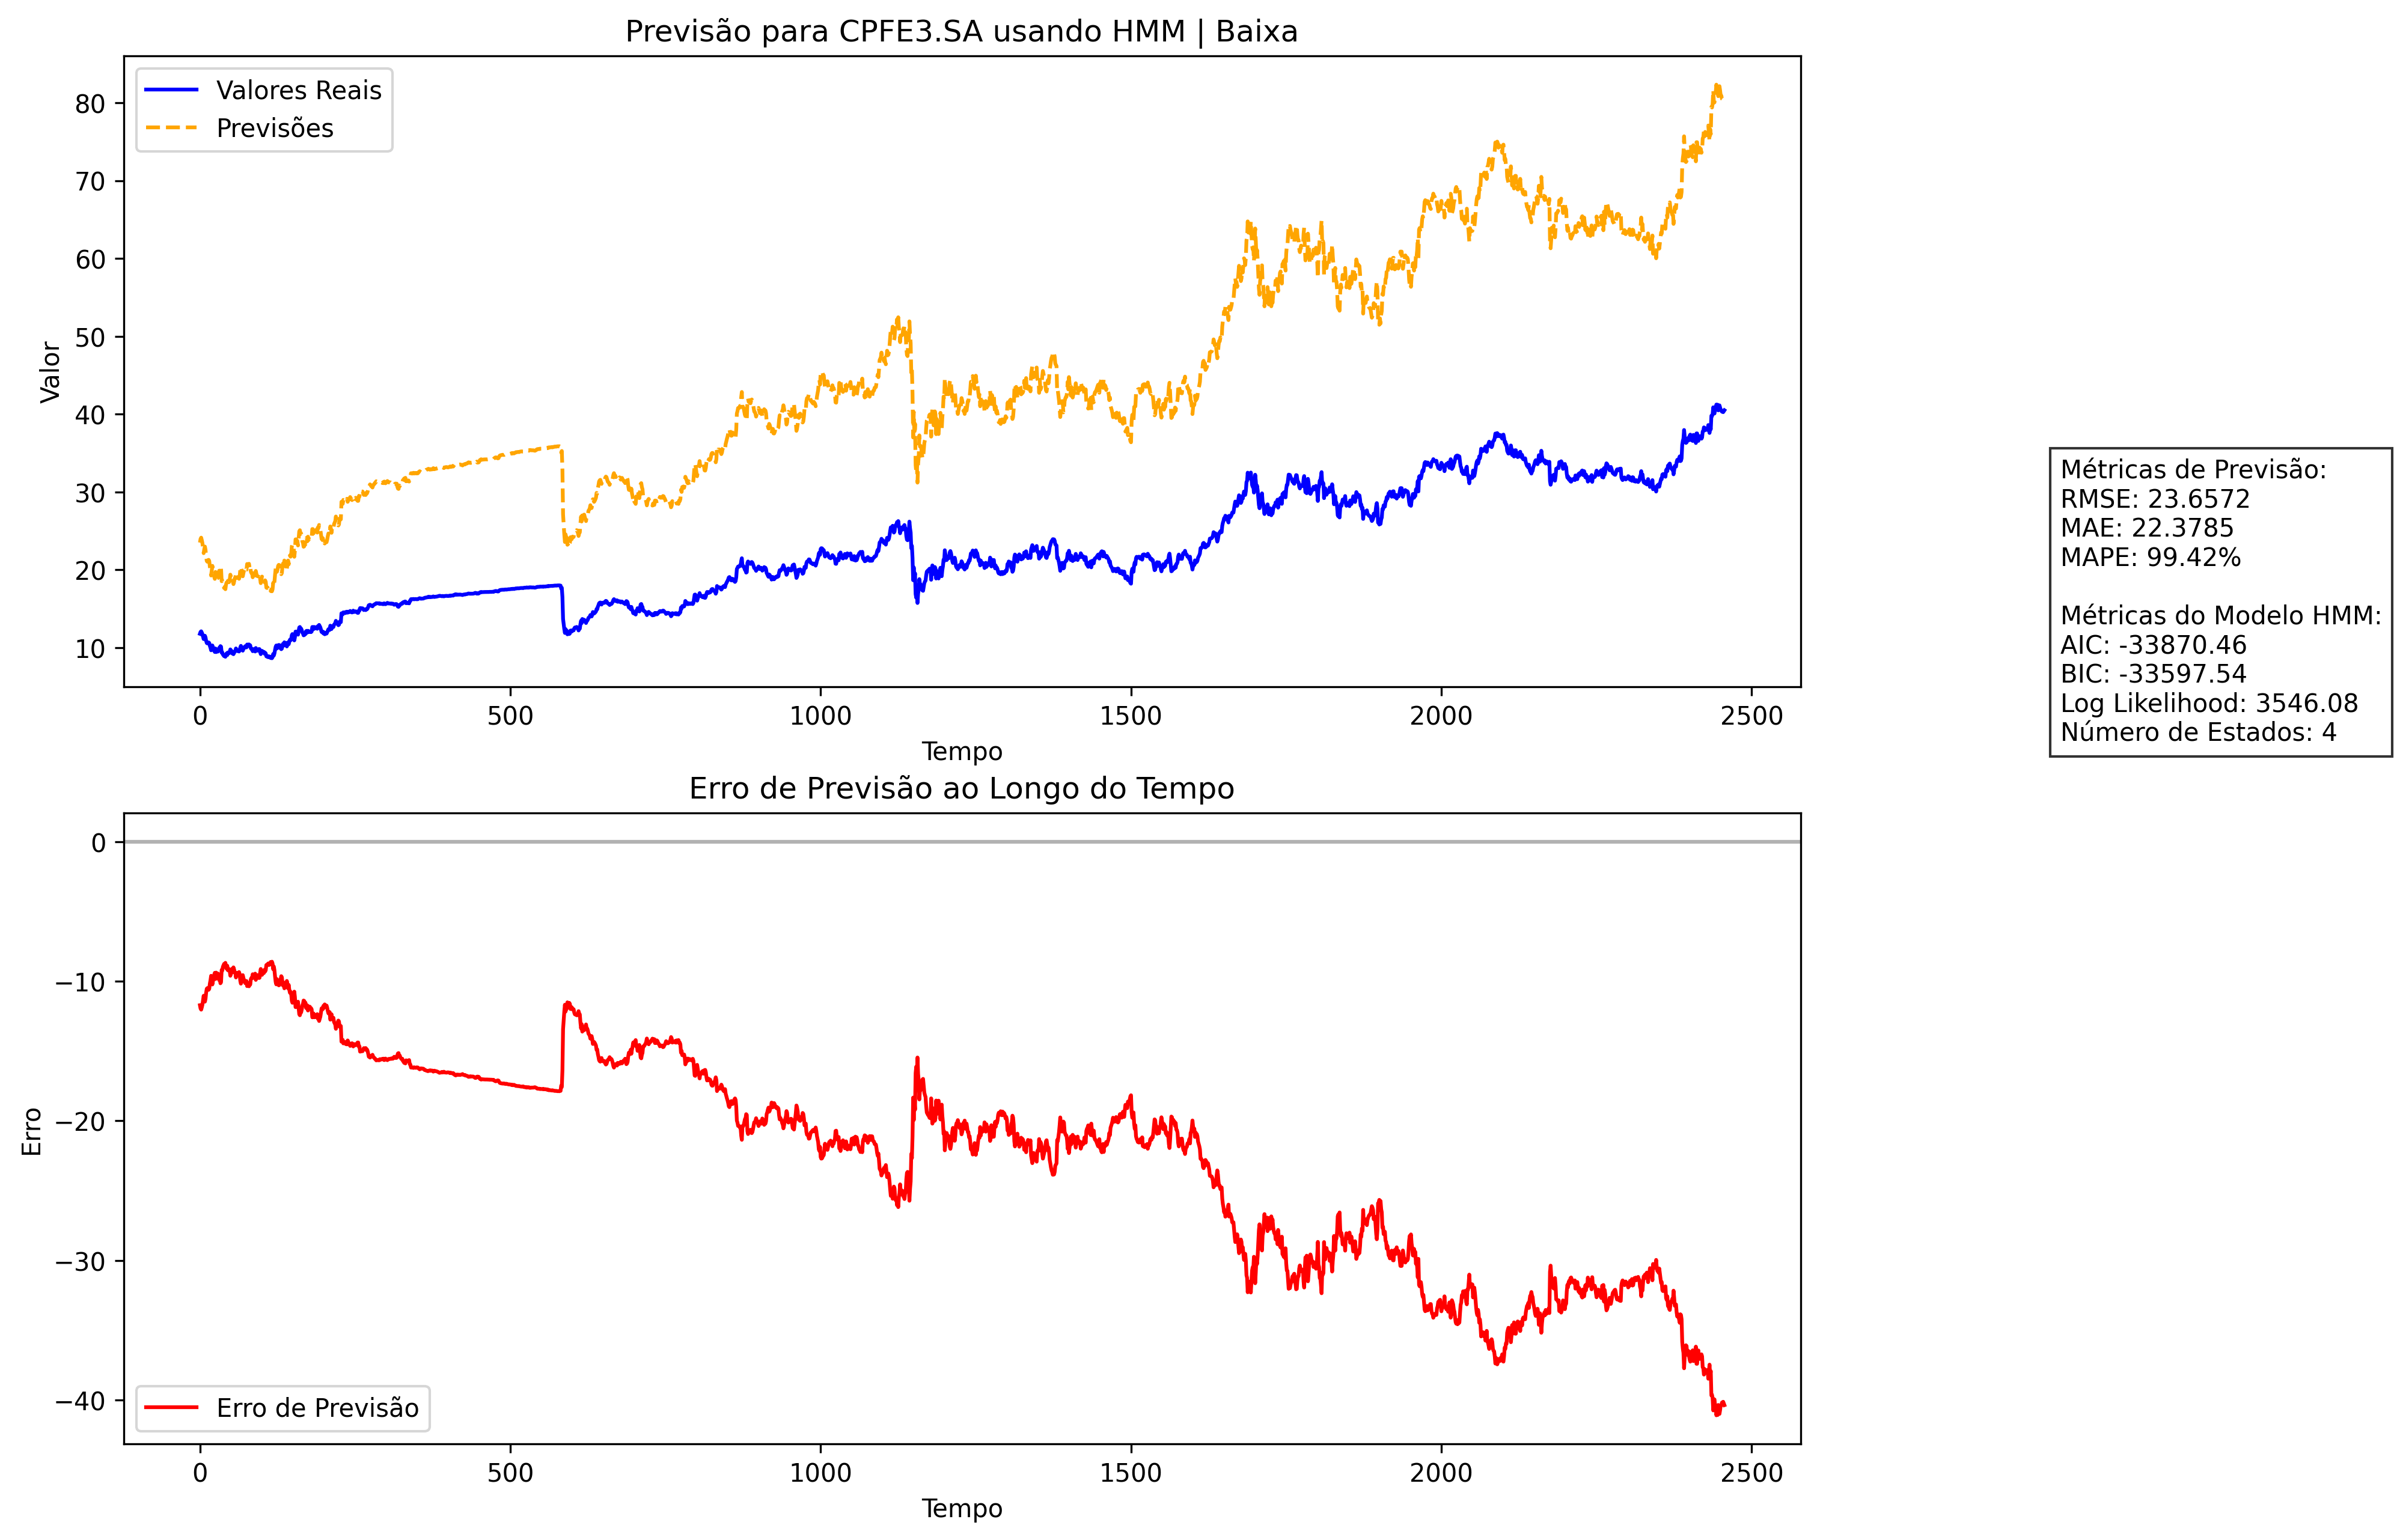 Previsão para CPFE3.SA usando HMM | Baixa
Valores Reais
Previsões
Valor
80
70
60
50
40
30
20
10
0
500
1000
1500
2000
2500
Tempo
Métricas de Previsão:
RMSE: 23.6572
MAE: 22.3785
MAPE: 99.42%
Métricas do Modelo HMM:
AIC: -33870.46
BIC: -33597.54
Log Likelihood: 3546.08
Número de Estados: 4
Erro de Previsão ao Longo do Tempo
Erro
0
−10
−20
−30
−40
Erro de Previsão
0
500
1000
1500
2000
2500
Tempo